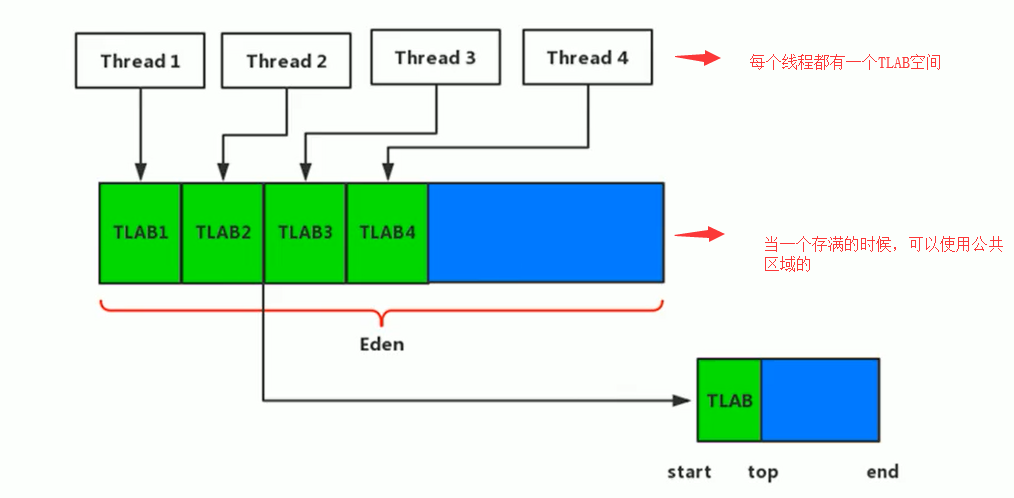 Thread 1
Thread 2
Thread 3
Thread 4
每个线程都有一个TLAB空间
TLAB1
TLAB2
TLAB3
TLAB4
当一个存满的时候，可以使用公共
区域的
Eden
TLAB
start
top
end